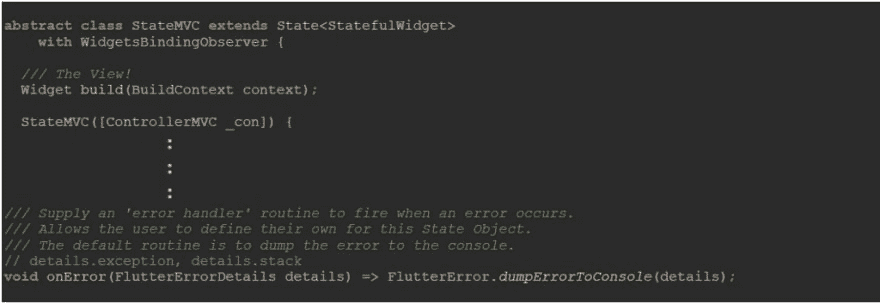 abstract class StateMVC extends State<StatefulWidget>
    with WidgetsBindingObserver {
  /// The View!
  Widget build(BuildContext context);
  StateMVC([ControllerMVC _con]) {
:
:
:
/// Supply an 'error handler' routine to fire when an error occurs.
/// Allows the user to define their own for this State Object.
/// The default routine is to dump the error to the console.
// details.exception, details.stack
void onError(FlutterErrorDetails details) => FlutterError.dumpErrorToConsole(details);